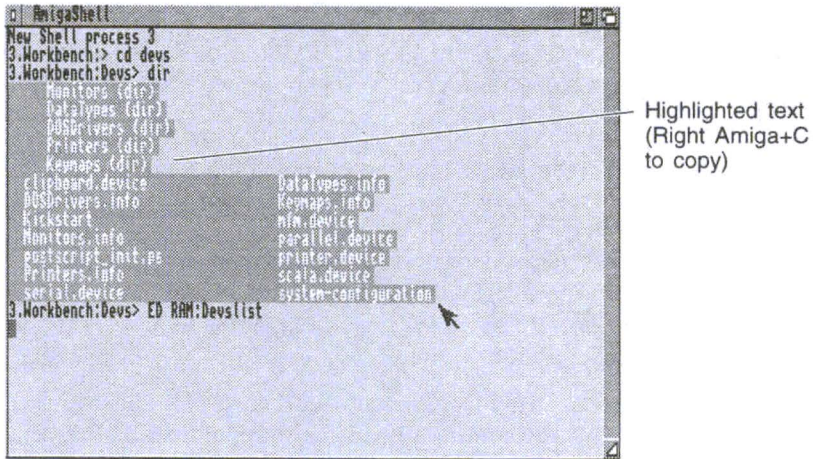 AmigaShell
New Shell process 3
3.Workbench:> cd devs
3.Workbench:Devs> dir
Monitors (dir)
DataTypes (dir)
DOSDrivers (dir)
Printers (dir)
Keymaps (dir)
clipboard.device DataTypes.info
DOSDrivers.info Keymaps.info
Kickstart mfm.device
Monitors.info parallel.device
postscript_init.ps printer.device
Printers.info scala.device
serial.device system-configuration
3.Workbench:Devs> ED RAM:Devslist
Highlighted text
(Right Amiga+C
to copy)